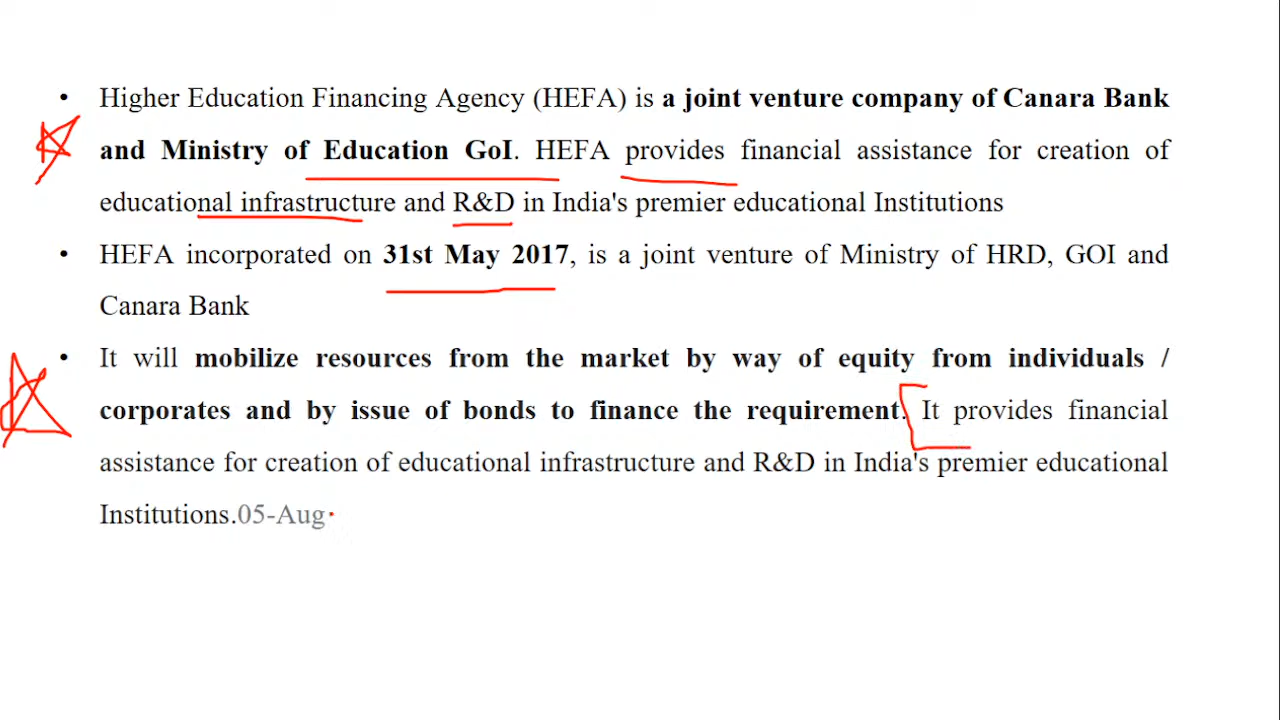 • Higher Education Financing Agency (HEFA) is a joint venture company of Canara Bank
and Ministry of Education GoI. HEFA provides financial assistance for creation of
educational infrastructure and R&D in India's premier educational Institutions
• HEFA incorporated on 31st May 2017, is a joint venture of Ministry of HRD, GOI and
Canara Bank
• It will mobilize resources from the market by way of equity from individuals /
corporates and by issue of bonds to finance the requirement. It provides financial
assistance for creation of educational infrastructure and R&D in India's premier educational
Institutions.05-Aug